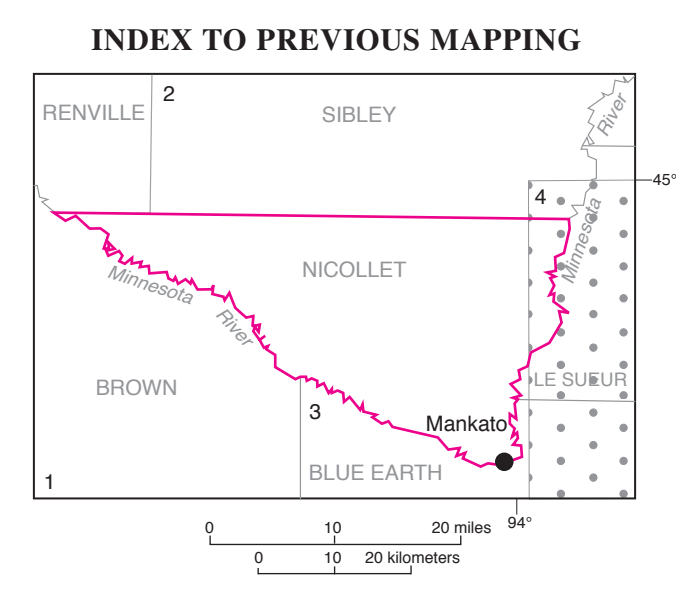 INDEX TO PREVIOUS MAPPING
2
RENVILLE
SIBLEY
River
45°
4
Minnesota
NICOLLET
Minnesota
River
LE SUEUR
BROWN
3
Mankato
BLUE EARTH
1
94°
0 10 20 miles
0 10 20 kilometers